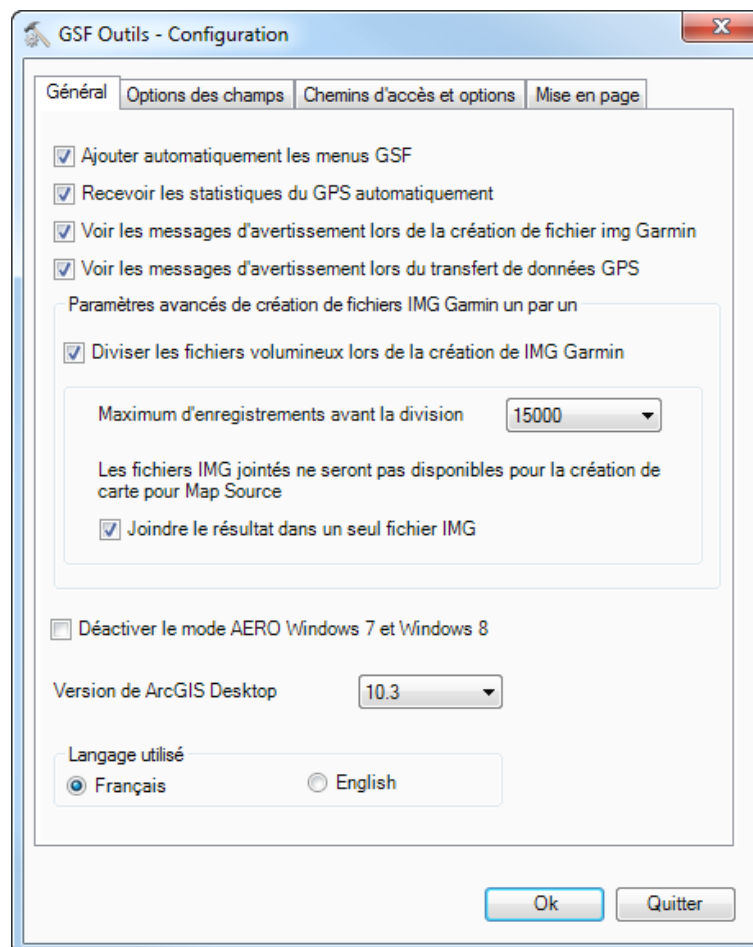 GSF Outils - Configuration
Général
Options des champs
Chemins d'accès et options
Mise en page
Ajouter automatiquement les menus GSF
Recevoir les statistiques du GPS automatiquement
Voir les messages d'avertissement lors de la création de fichier img Garmin
Voir les messages d'avertissement lors du transfert de données GPS
Paramètres avancés de création de fichiers IMG Garmin un par un
Diviser les fichiers volumineux lors de la création de IMG Garmin
Maximum d'enregistrements avant la division
15000
Les fichiers IMG jointés ne seront pas disponibles pour la création de
carte pour Map Source
Joindre le résultat dans un seul fichier IMG
Déactiver le mode AERO Windows 7 et Windows 8
Version de ArcGIS Desktop
10.3
Langage utilisé
Français
English
Ok
Quitter